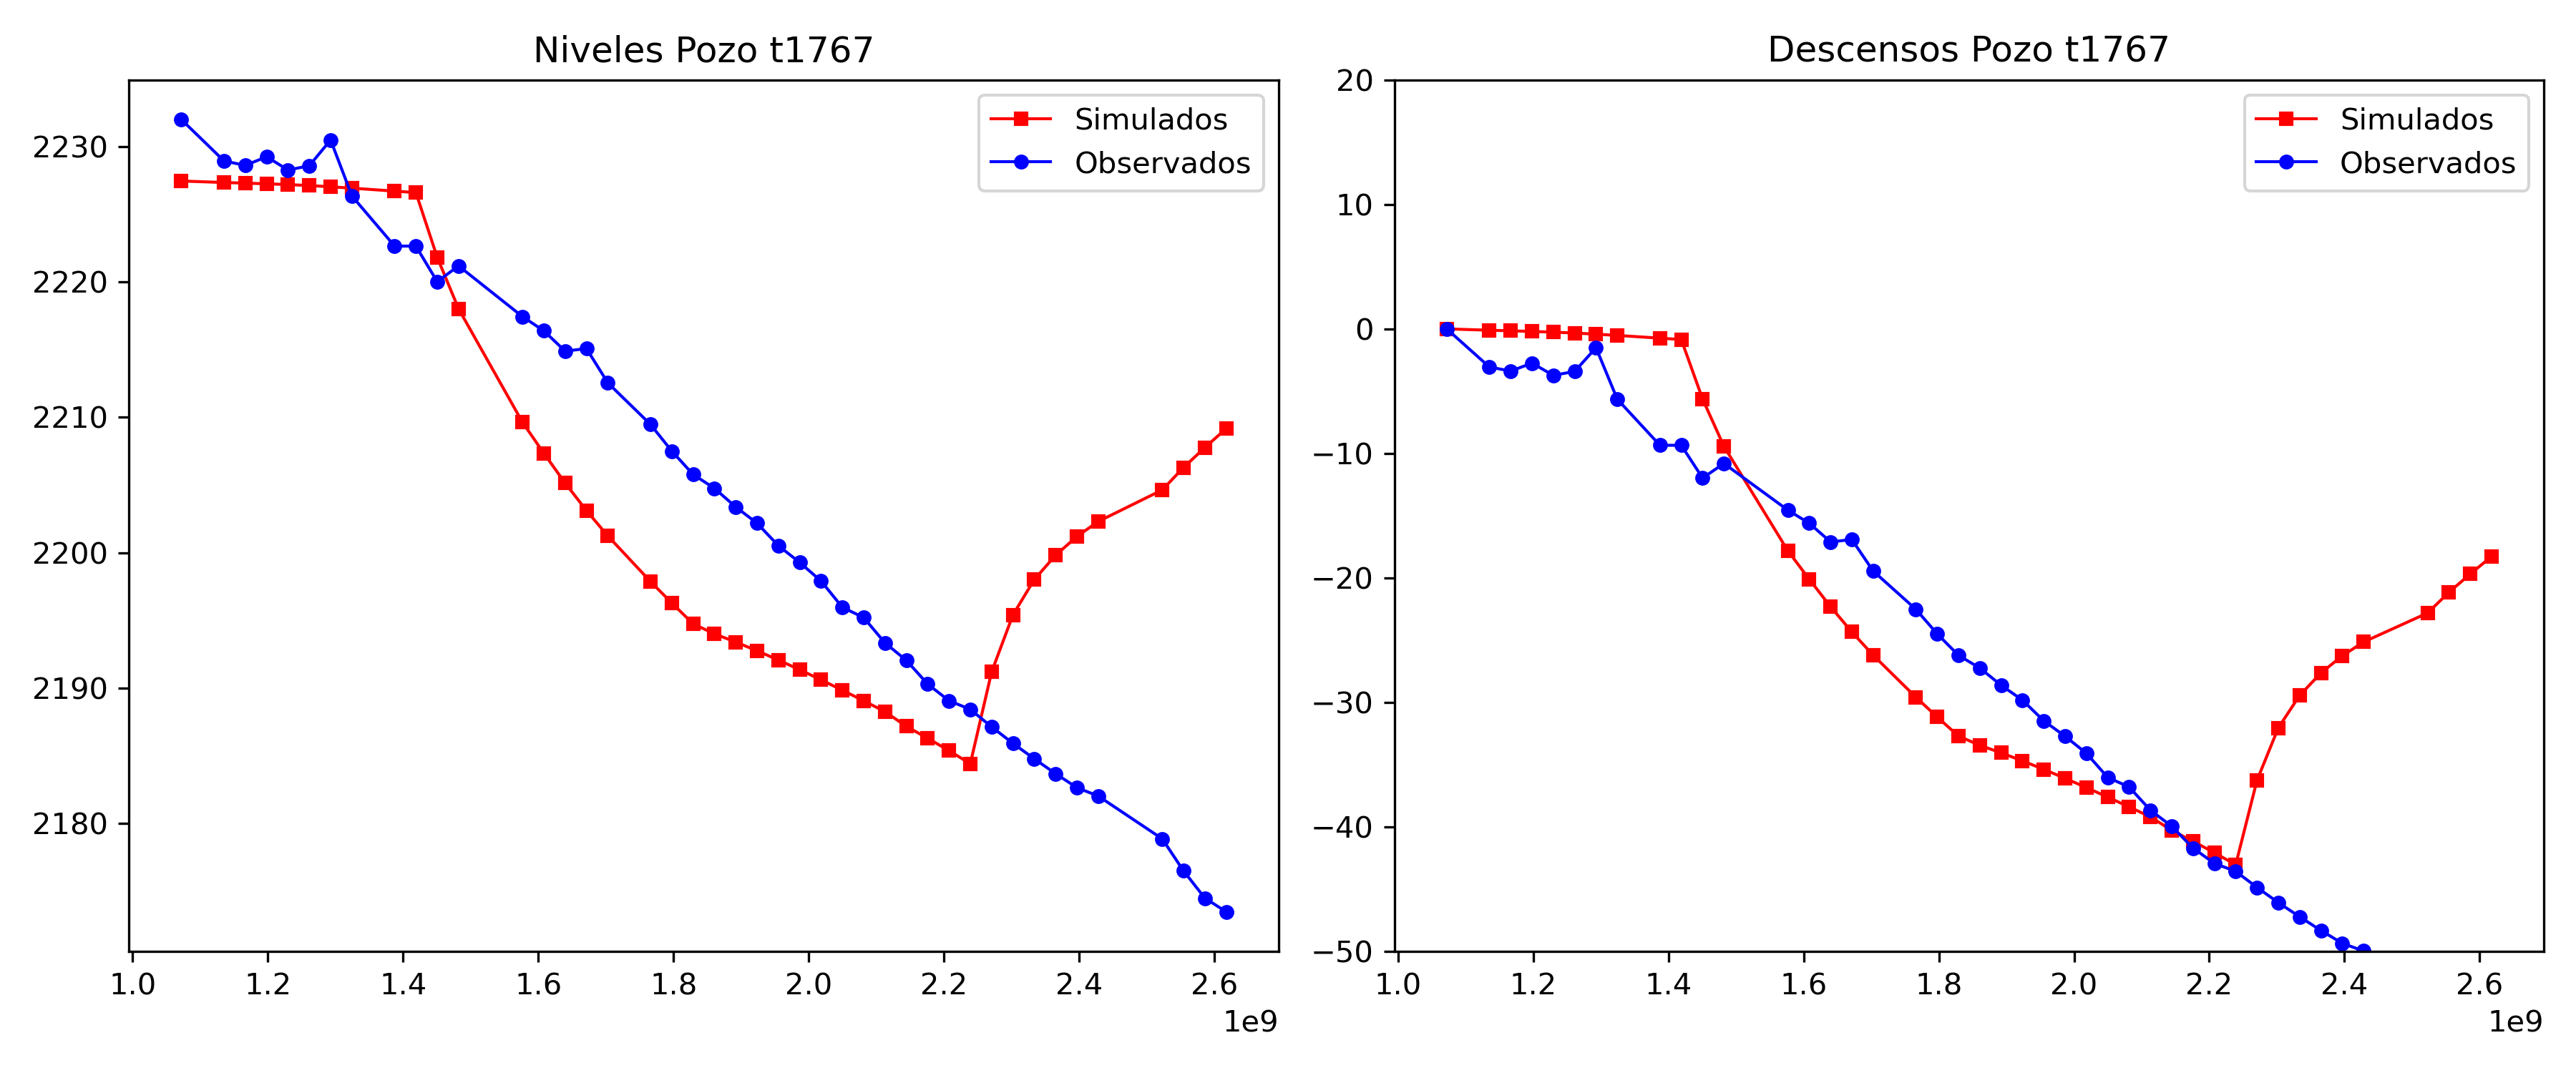 Niveles Pozo t1767
Simulados
Observados
2230
2220
2210
2200
2190
2180
1.0 1.2 1.4 1.6 1.8 2.0 2.2 2.4 2.6
1e9
Descensos Pozo t1767
Simulados
Observados
20
10
0
−10
−20
−30
−40
−50
1.0 1.2 1.4 1.6 1.8 2.0 2.2 2.4 2.6
1e9